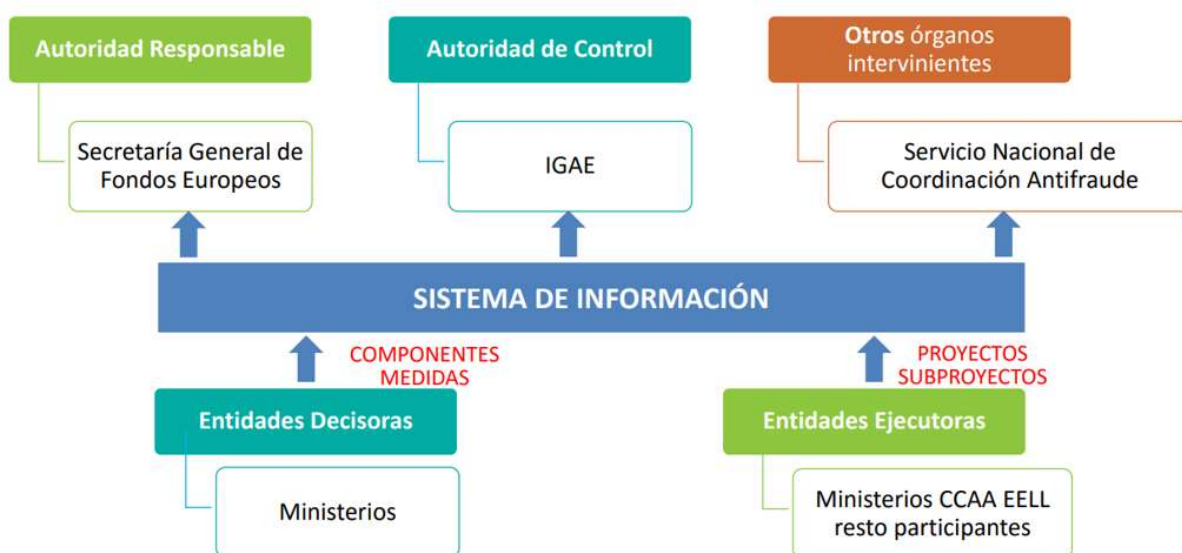 Autoridad Responsable
Autoridad de Control
Otros órganos
intervinientes
Secretaría General de
Fondos Europeos
IGAE
Servicio Nacional de
Coordinación Antifraude
SISTEMA DE INFORMACIÓN
COMPONENTES
MEDIDAS
PROYECTOS
SUBPROYECTOS
Entidades Decisoras
Entidades Ejecutoras
Ministerios
Ministerios CCAA EELL
resto participantes